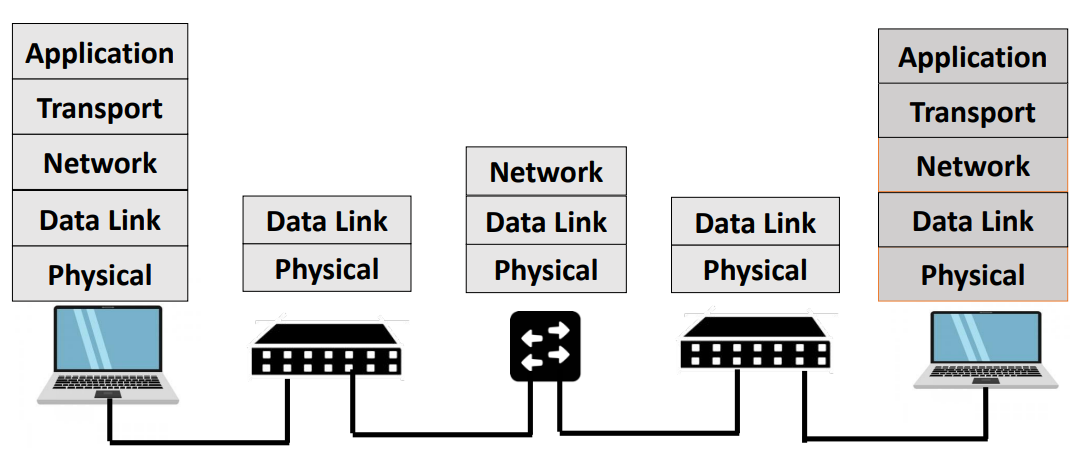 Application
Transport
Network
Data Link
Physical
Data Link
Physical
Network
Data Link
Physical
Data Link
Physical
Application
Transport
Network
Data Link
Physical